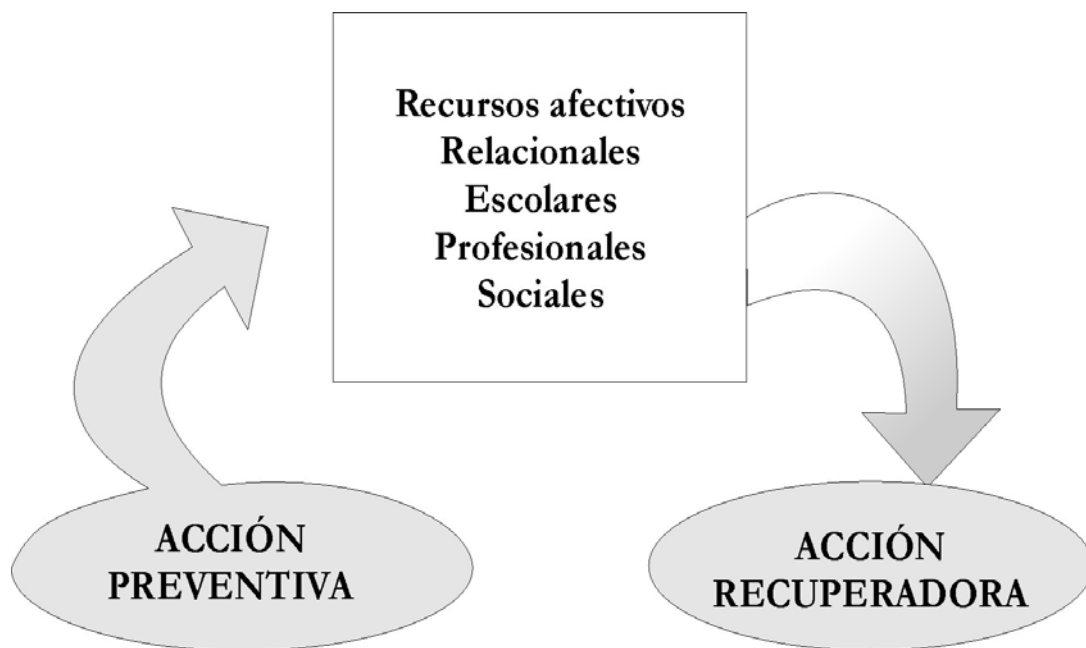 Recursos afectivos
Relacionales
Escolares
Profesionales
Sociales
ACCIÓN
PREVENTIVA
ACCIÓN
RECUPERADORA